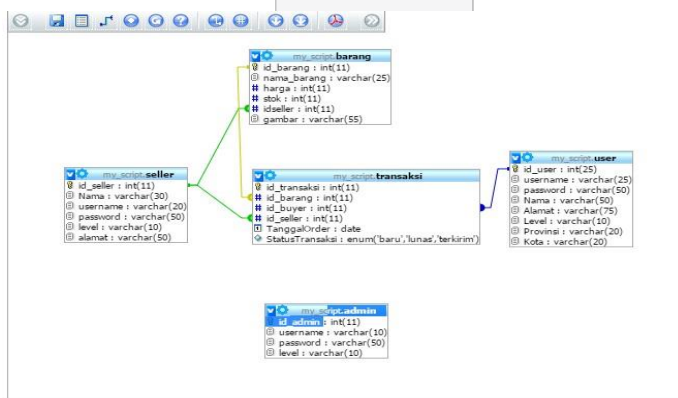 my_script.barang
id_barang : int(11)
nama_barang : varchar(25)
harga : int(11)
stok : int(11)
idseller : int(11)
gambar : varchar(55)
my_script.seller
id_seller : int(11)
Nama : varchar(30)
username : varchar(20)
password : varchar(50)
level : varchar(10)
alamat : varchar(50)
my_script.transaksi
id_transaksi : int(11)
id_barang : int(11)
id_buyer : int(11)
id_seller : int(11)
TanggalOrder : date
StatusTransaksi : enum('baru','lunas','terkirim')
my_script.user
id_user : int(25)
username : varchar(25)
password : varchar(50)
Nama : varchar(50)
Alamat : varchar(75)
Level : varchar(10)
Provinsi : varchar(20)
Kota : varchar(20)
my_script.admin
id_admin : int(11)
username : varchar(10)
password : varchar(50)
level : varchar(10)